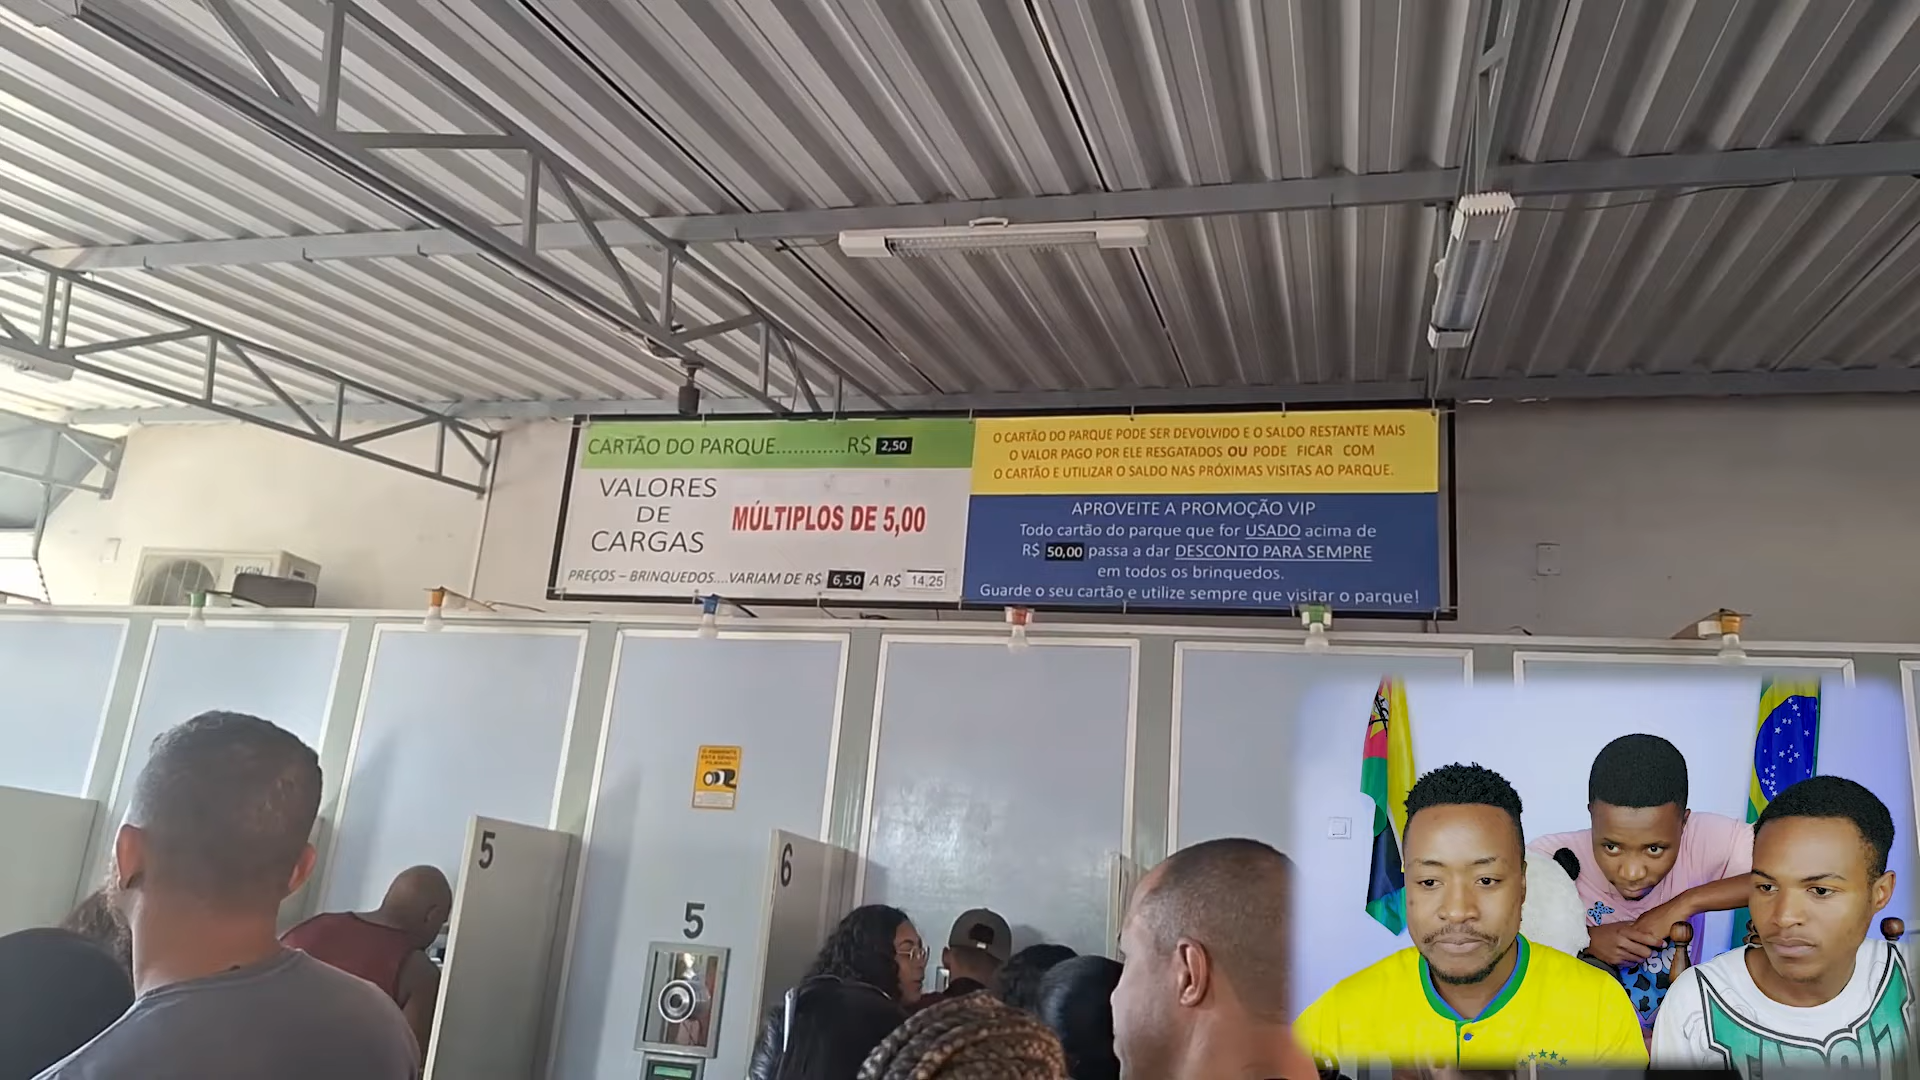 CARTÃO DO PARQUE............R$ 2,50
VALORES
DE
CARGAS
MÚLTIPLOS DE 5,00
PREÇOS – BRINQUEDOS....VARIAM DE R$ 6,50 A R$ 14,25
O CARTÃO DO PARQUE PODE SER DEVOLVIDO E O SALDO RESTANTE MAIS
O VALOR PAGO POR ELE RESGATADOS OU PODE FICAR COM
O CARTÃO E UTILIZAR O SALDO NAS PRÓXIMAS VISITAS AO PARQUE.
APROVEITE A PROMOÇÃO VIP
Todo cartão do parque que for USADO acima de
R$ 50,00 passa a dar DESCONTO PARA SEMPRE
em todos os brinquedos.
Guarde o seu cartão e utilize sempre que visitar o parque!
ELGIN
5
6
5